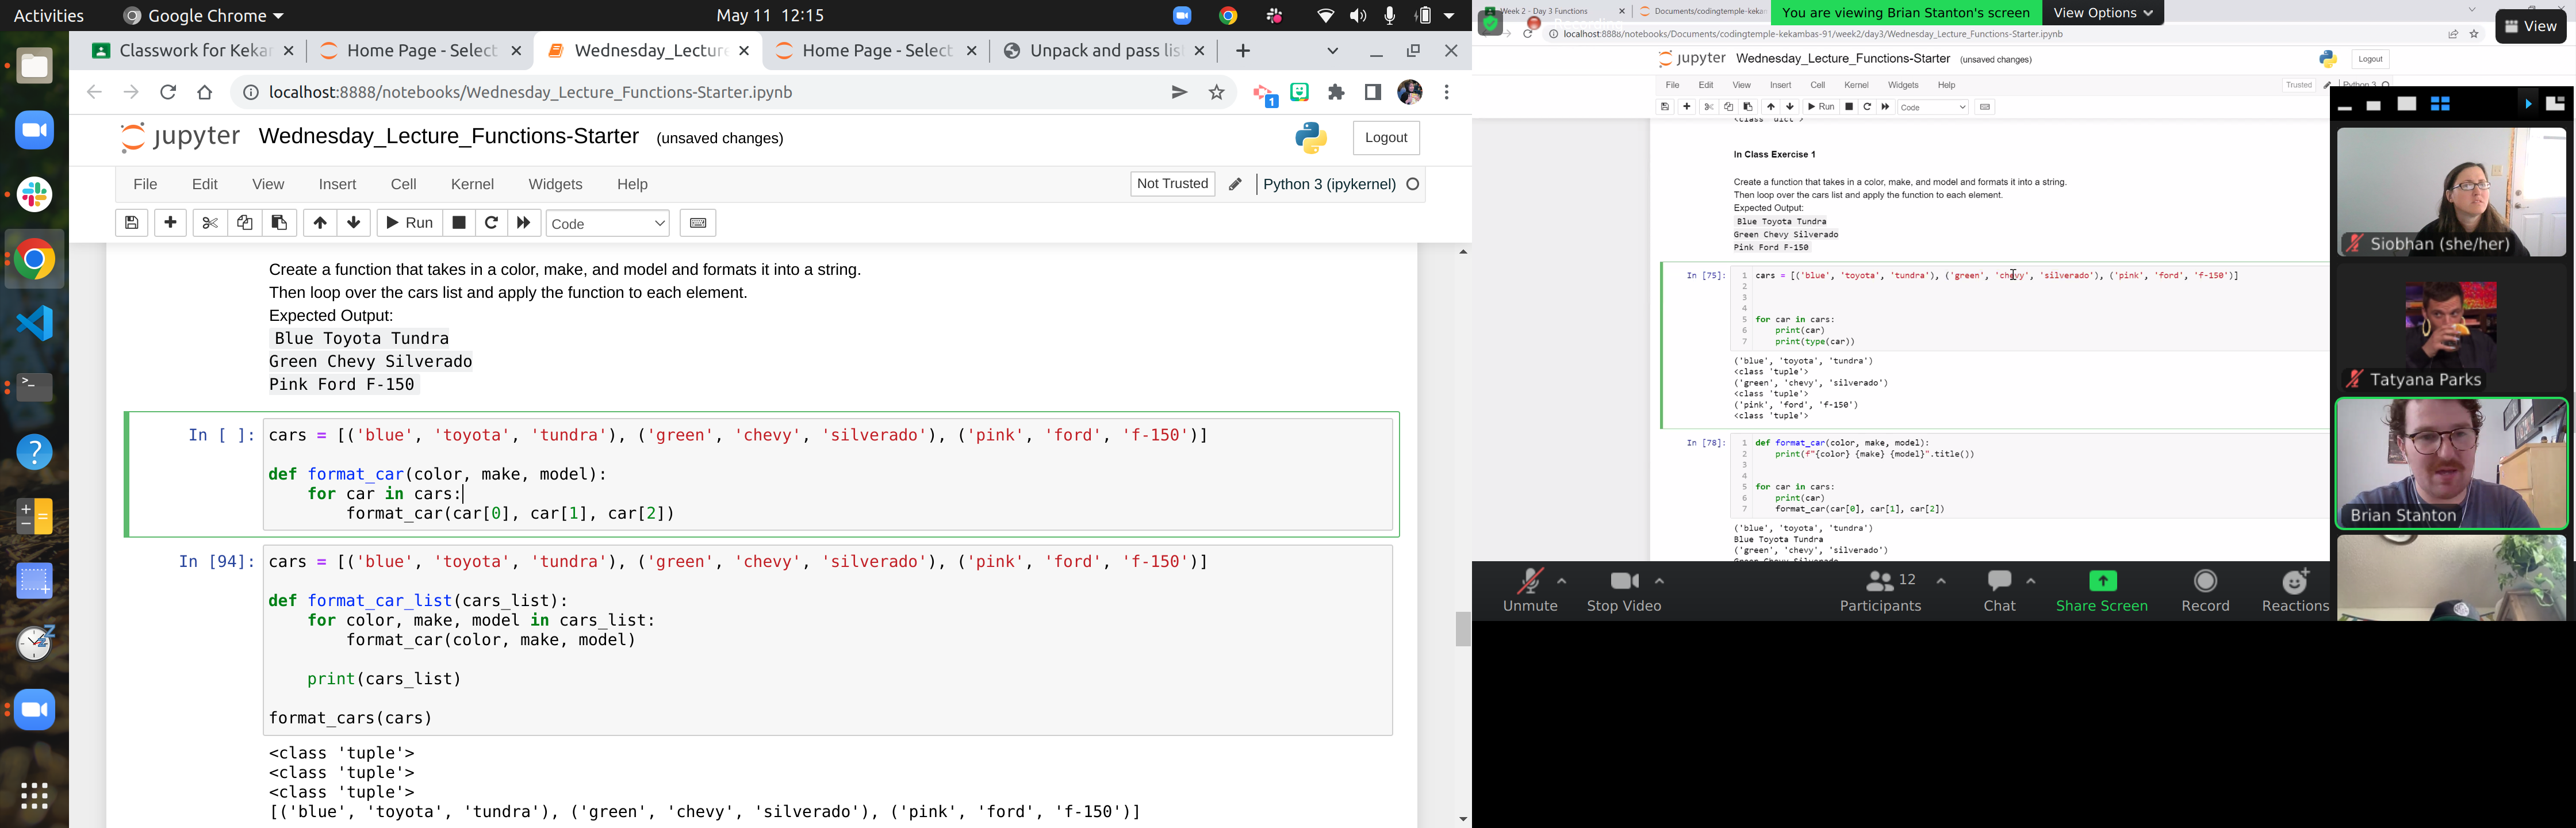 Activities
Google Chrome
May 11 12:15
Classwork for Keka
Home Page - Select
Wednesday_Lecture
Home Page - Select
Unpack and pass lis
localhost:8888/notebooks/Wednesday_Lecture_Functions-Starter.ipynb
1
jupyter Wednesday_Lecture_Functions-Starter (unsaved changes)
Logout
File Edit View Insert Cell Kernel Widgets Help
Not Trusted
Python 3 (ipykernel)
Run
Code
Create a function that takes in a color, make, and model and formats it into a string.
Then loop over the cars list and apply the function to each element.
Expected Output:
Blue Toyota Tundra
Green Chevy Silverado
Pink Ford F-150
In [ ]: cars = [('blue', 'toyota', 'tundra'), ('green', 'chevy', 'silverado'), ('pink', 'ford', 'f-150')]
def format_car(color, make, model):
for car in cars:
format_car(car[0], car[1], car[2])
In [94]: cars = [('blue', 'toyota', 'tundra'), ('green', 'chevy', 'silverado'), ('pink', 'ford', 'f-150')]
def format_car_list(cars_list):
for color, make, model in cars_list:
format_car(color, make, model)
print(cars_list)
format_cars(cars)
<class 'tuple'>
<class 'tuple'>
<class 'tuple'>
[('blue', 'toyota', 'tundra'), ('green', 'chevy', 'silverado'), ('pink', 'ford', 'f-150')]
Week 2 - Day 3 Functions
Documents/codingtemple-keka
You are viewing Brian Stanton's screen
View Options
Recording
View
localhost:8888/notebooks/Documents/codingtemple-kekambas-91/week2/day3/Wednesday_Lecture_Functions-Starter.ipynb
jupyter Wednesday_Lecture_Functions-Starter (unsaved changes)
Logout
File Edit View Insert Cell Kernel Widgets Help
Trusted
Python 3
Run
Code
<class 'dict'>
In Class Exercise 1
Create a function that takes in a color, make, and model and formats it into a string.
Then loop over the cars list and apply the function to each element.
Expected Output:
Blue Toyota Tundra
Green Chevy Silverado
Pink Ford F-150
In [75]: 1 cars = [('blue', 'toyota', 'tundra'), ('green', 'chevy', 'silverado'), ('pink', 'ford', 'f-150')]
2
3
4
5 for car in cars:
6 print(car)
7 print(type(car))
('blue', 'toyota', 'tundra')
<class 'tuple'>
('green', 'chevy', 'silverado')
<class 'tuple'>
('pink', 'ford', 'f-150')
<class 'tuple'>
In [78]: 1 def format_car(color, make, model):
2 print(f"{color} {make} {model}".title())
3
4
5 for car in cars:
6 print(car)
7 format_car(car[0], car[1], car[2])
('blue', 'toyota', 'tundra')
Blue Toyota Tundra
('green', 'chevy', 'silverado')
Siobhan (she/her)
Tatyana Parks
Brian Stanton
Unmute
Stop Video
12
Participants
Chat
Share Screen
Record
Reactions